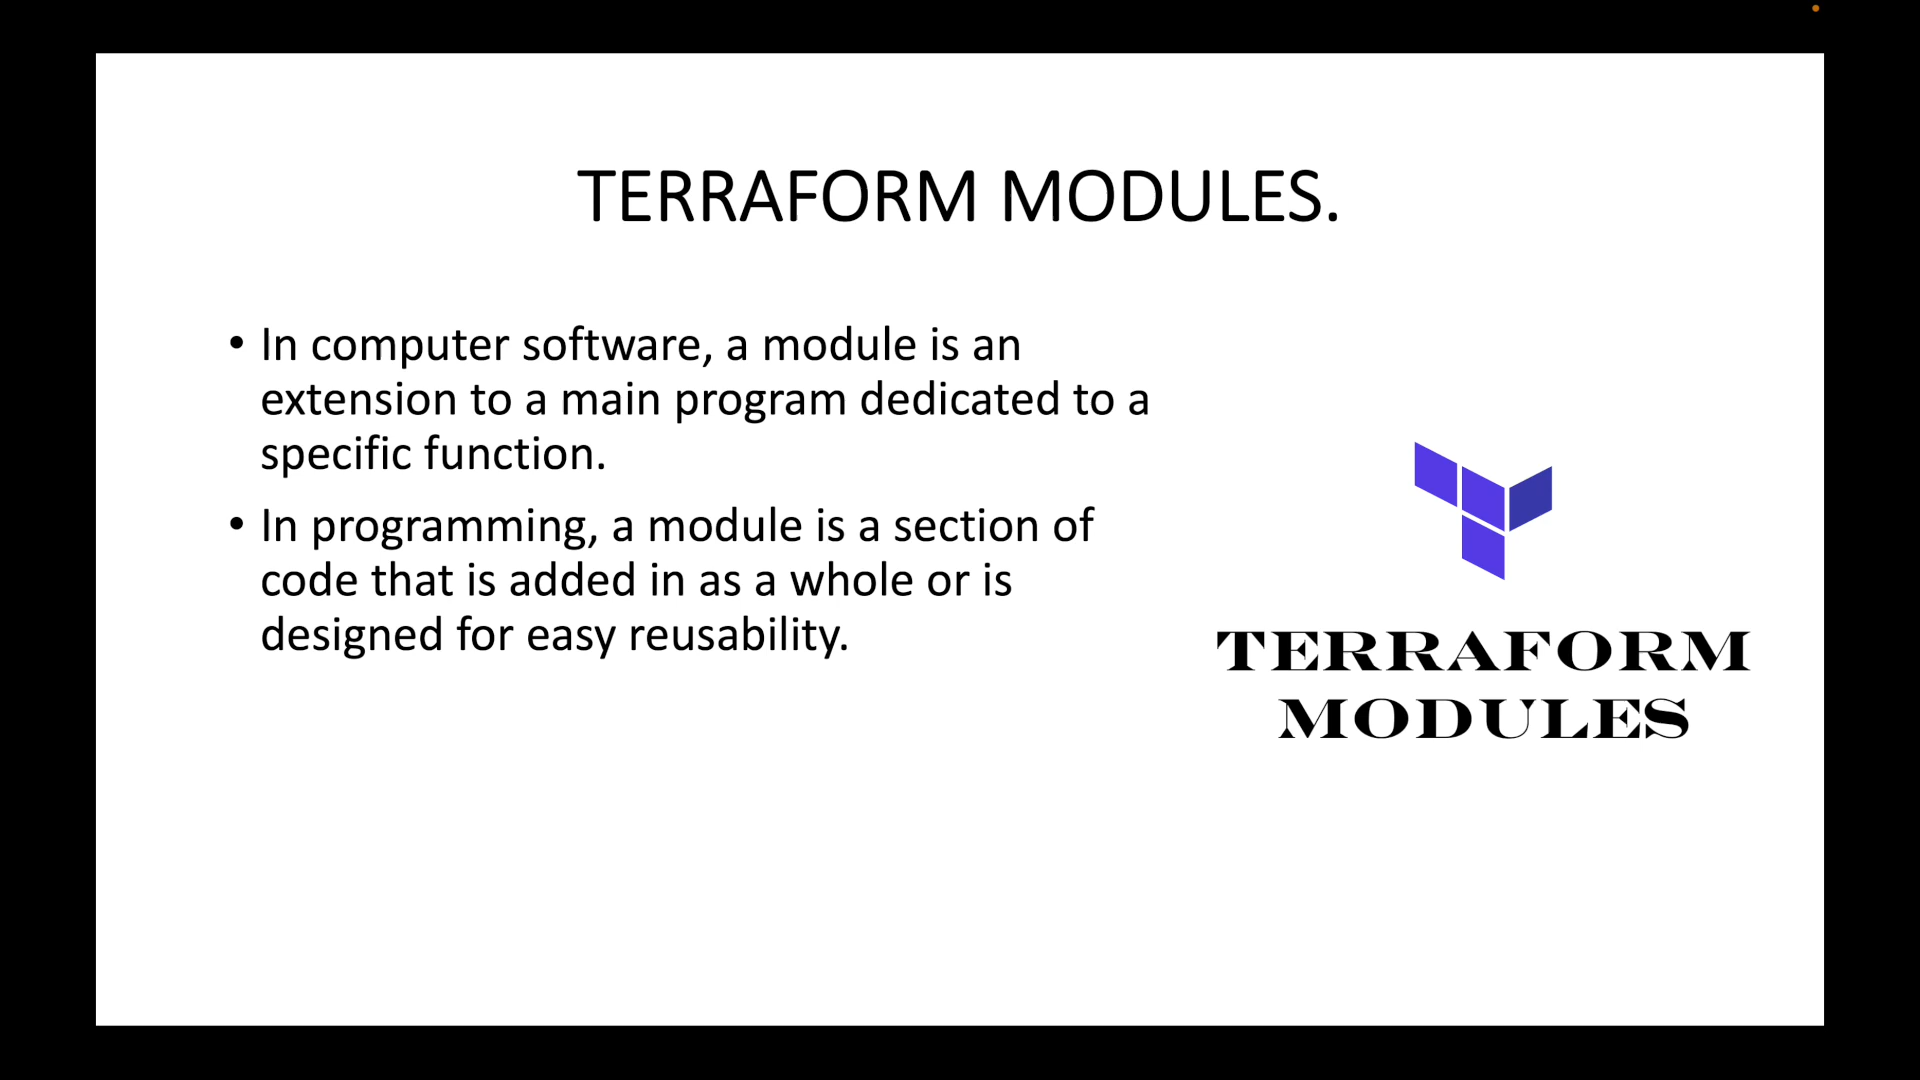 TERRAFORM MODULES.
• In computer software, a module is an
extension to a main program dedicated to a
specific function.
• In programming, a module is a section of
code that is added in as a whole or is
designed for easy reusability.
TERRAFORM
MODULES